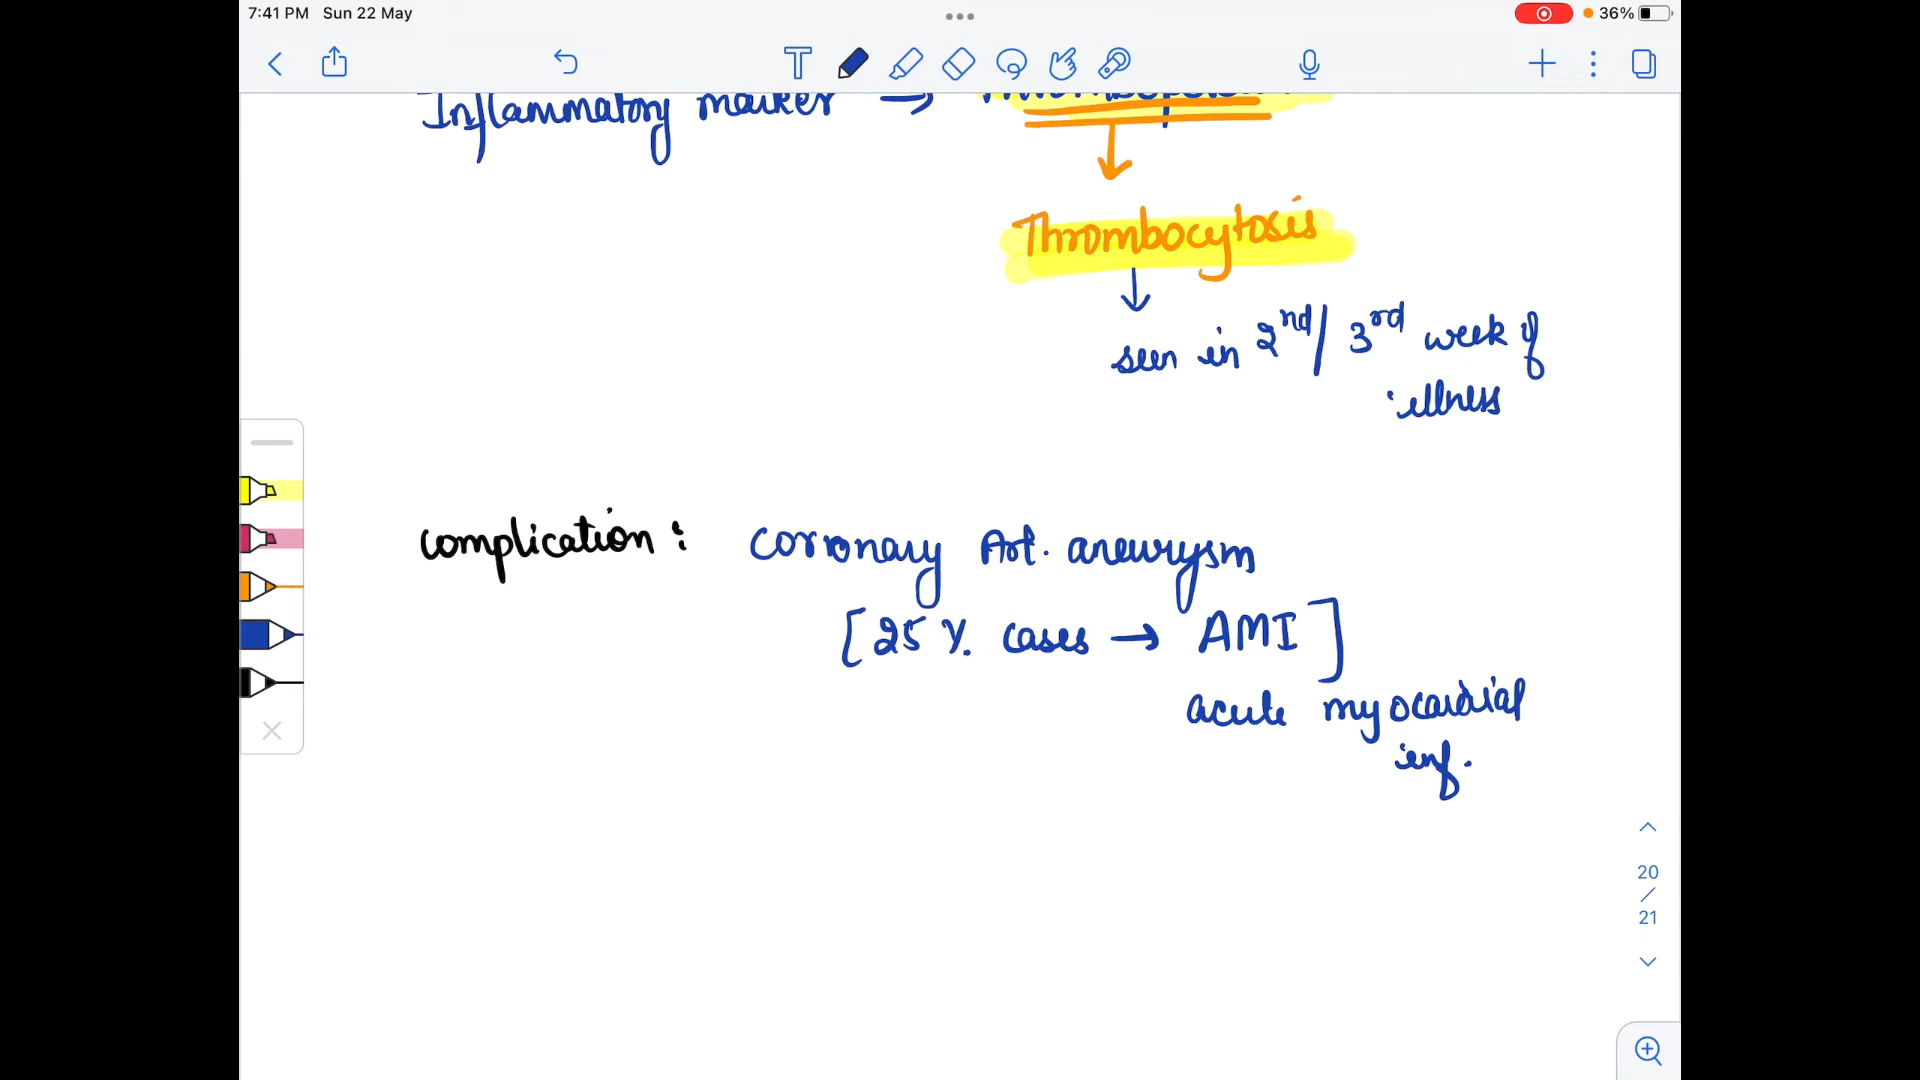 7:41 PM Sun 22 May
36%
Inflammatory marker →
Thrombocytosis
seen in 2nd / 3rd week of
illness
complication : coronary Art. aneurysm
[25 % cases → AMI]
acute myocardial
inf.
20
/
21